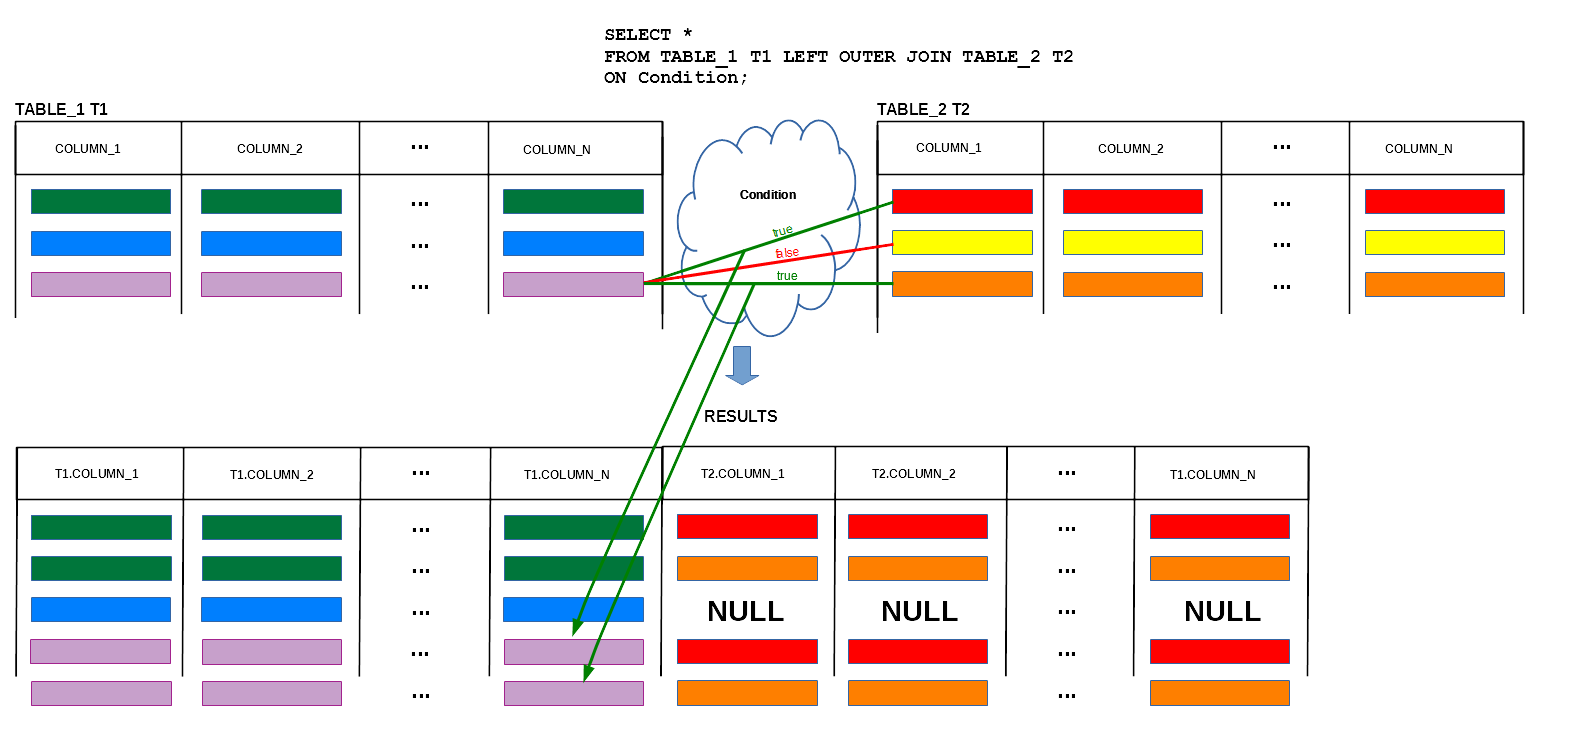 SELECT *
FROM TABLE_1 T1 LEFT OUTER JOIN TABLE_2 T2
ON Condition;
TABLE_1 T1
TABLE_2 T2
COLUMN_1 COLUMN_2 ... COLUMN_N
COLUMN_1 COLUMN_2 ... COLUMN_N
...
...
...
...
...
...
Condition
true
false
true
RESULTS
T1.COLUMN_1 T1.COLUMN_2 ... T1.COLUMN_N T2.COLUMN_1 T2.COLUMN_2 ... T1.COLUMN_N
... ...
... ...
... NULL NULL ... NULL
... ...
... ...